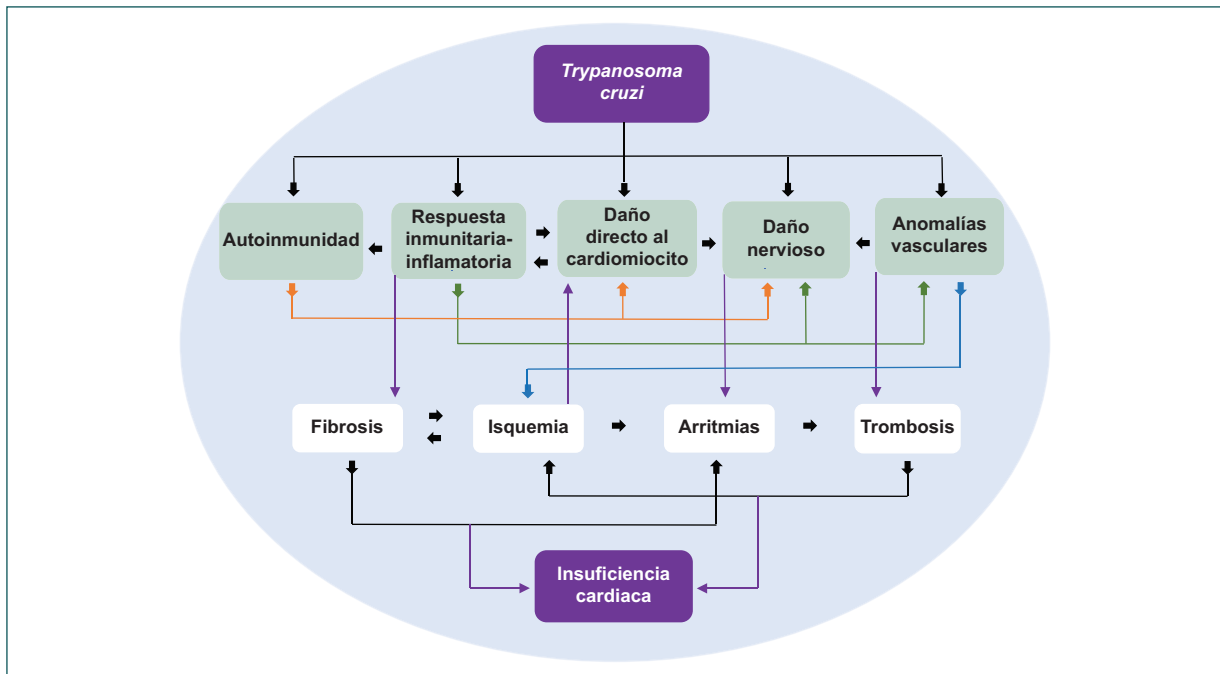 Trypanosoma
cruzi
Autoinmunidad
Respuesta
inmunitaria-
inflamatoria
Daño
directo al
cardiomiocito
Daño
nervioso
Anomalías
vasculares
Fibrosis
Isquemia
Arritmias
Trombosis
Insuficiencia
cardiaca